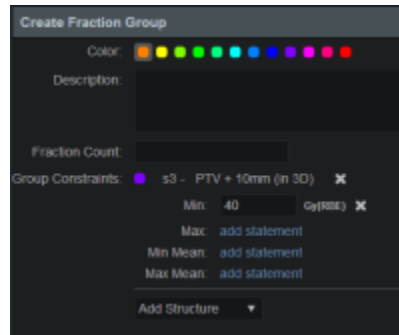 Create Fraction Group
Color:
Description:
Fraction Count:
Group Constraints: s3 - PTV + 10mm (in 3D) ✖
Min: 40 Gy(RBE) ✖
Max: add statement
Min Mean: add statement
Max Mean: add statement
Add Structure ▼